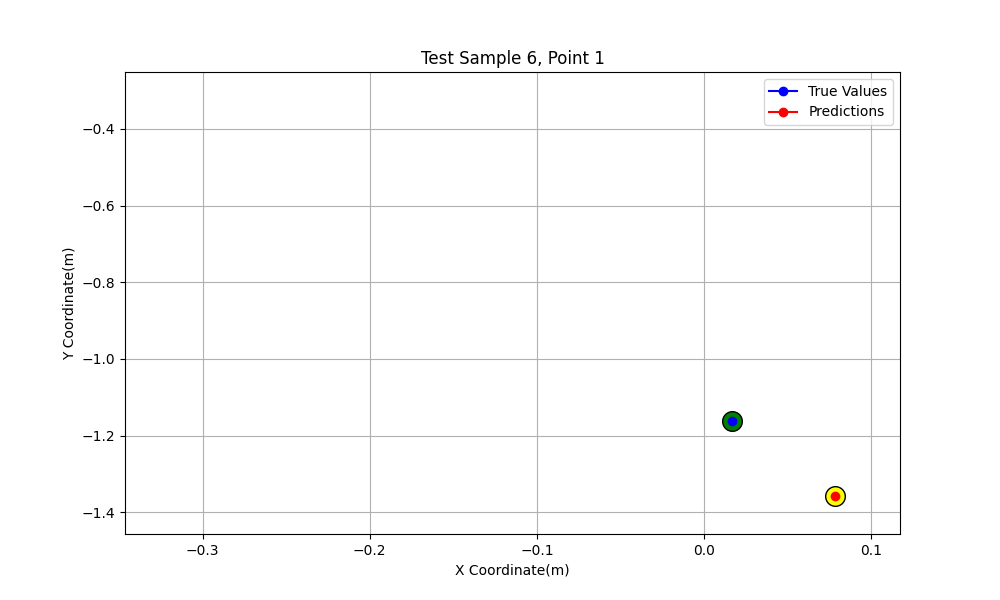 Test Sample 6, Point 1
True Values
Predictions
−0.4
−0.6
−0.8
−1.0
−1.2
−1.4
Y Coordinate(m)
−0.3
−0.2
−0.1
0.0
0.1
X Coordinate(m)